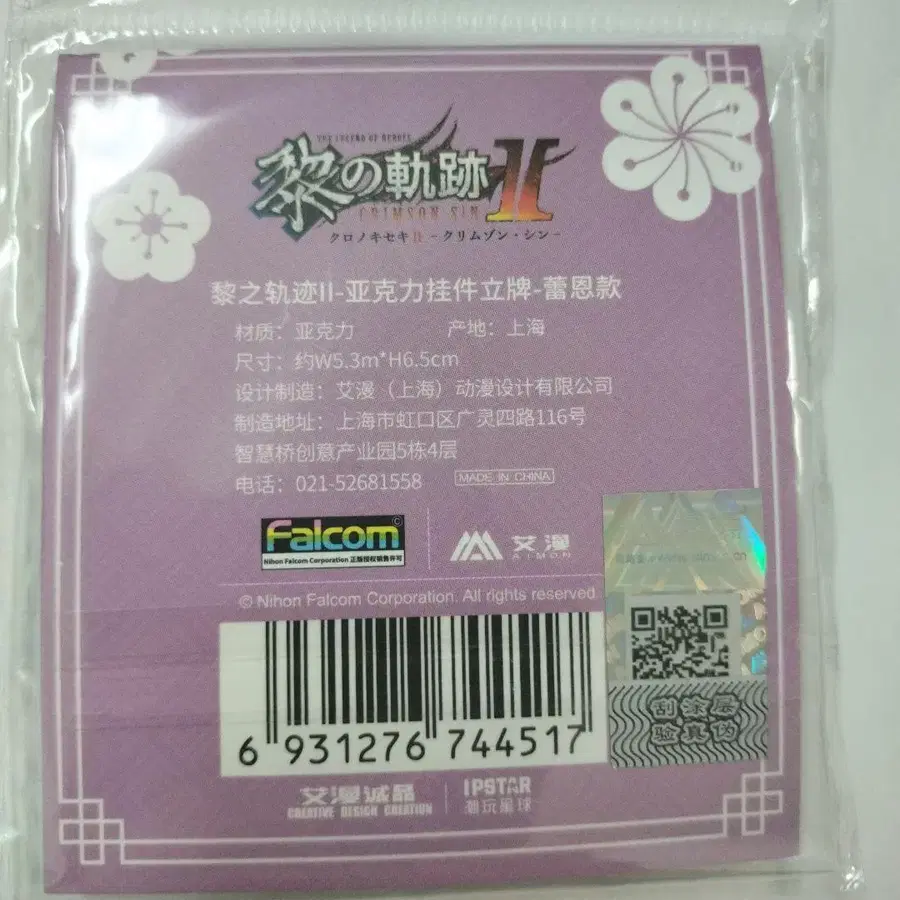 THE LEGEND OF HEROES
黎の軌跡II
CRIMSON SiN
クロノキセキII -クリムゾン・シン-
黎之轨迹II-亚克力挂件立牌-蕾恩款
材质：亚克力 产地：上海
尺寸：约W5.3m*H6.5cm
设计制造：艾漫（上海）动漫设计有限公司
制造地址：上海市虹口区广灵四路116号
智慧桥创意产业园5栋4层
电话：021-52681558 MADE IN CHINA
Falcom©
Nihon Falcom Corporation 正版授权销售许可
艾漫
AIMON
© Nihon Falcom Corporation. All rights reserved
6 931276 744517
刮涂层
验真伪
艾漫诚品
CREATIVE DESIGN CREATION
IPSTAR
潮玩星球